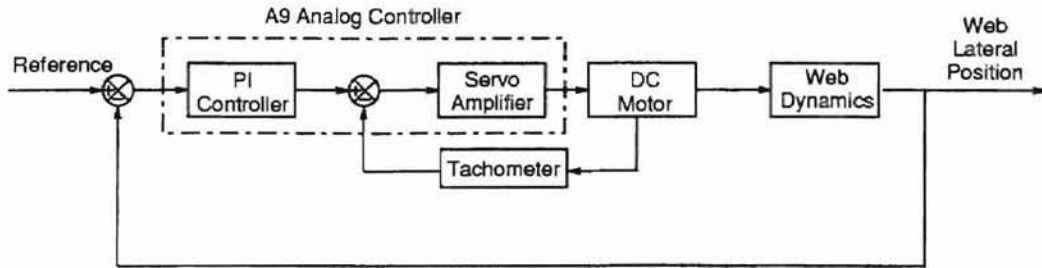 A9 Analog Controller
Reference
PI
Controller
Servo
Amplifier
DC
Motor
Web
Dynamics
Web
Lateral
Position
Tachometer